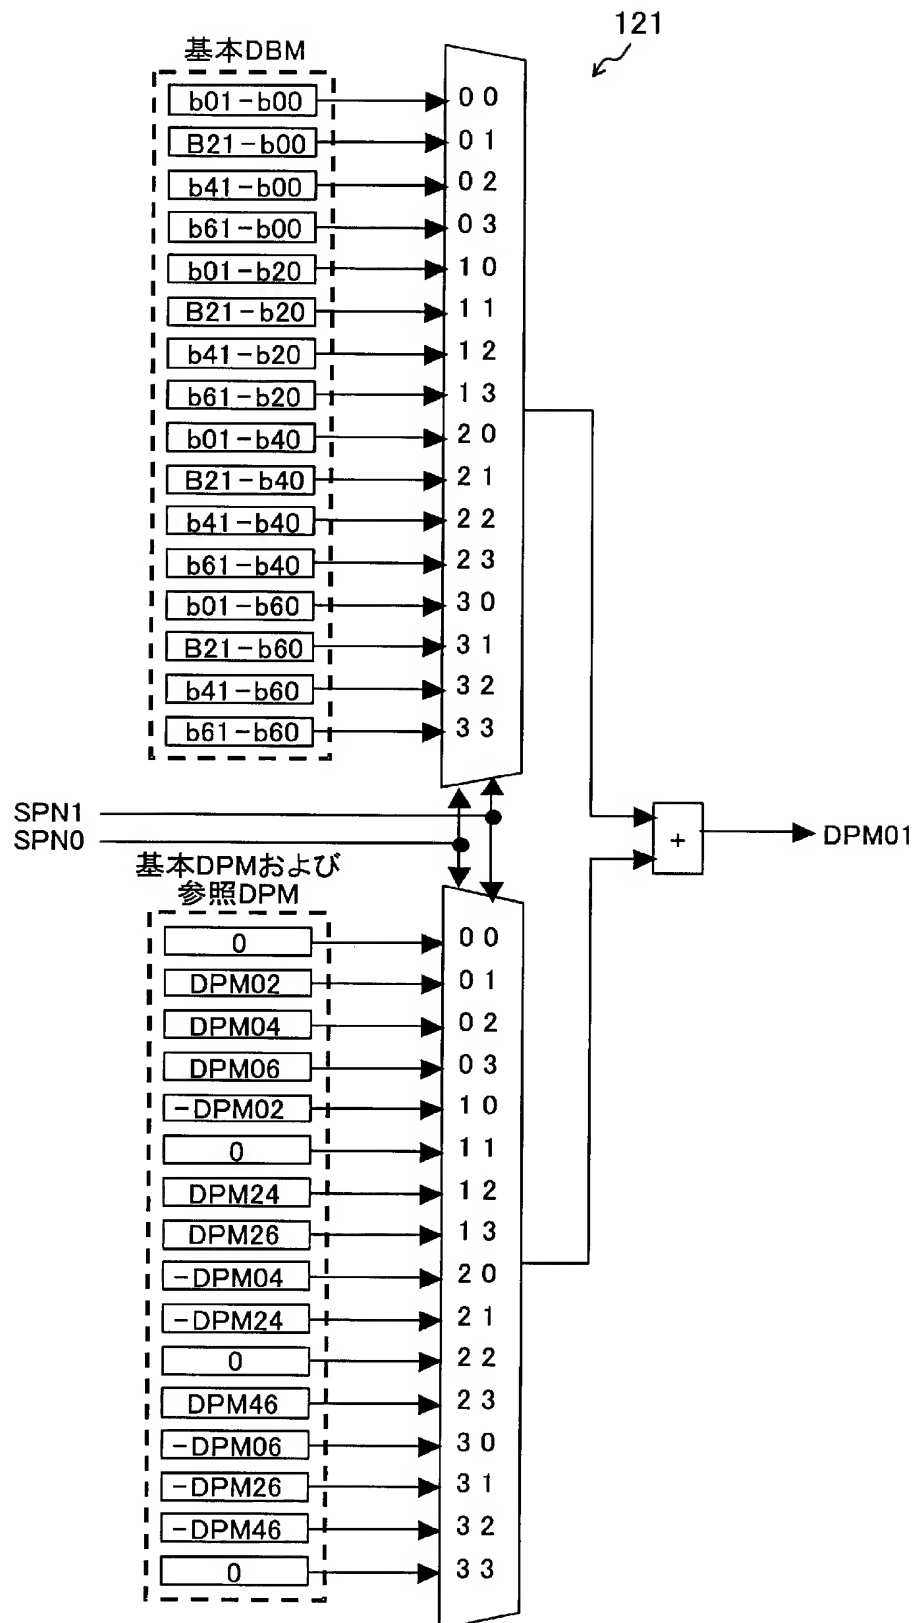 121
基本DBM
b01-b00 00
B21-b00 01
b41-b00 02
b61-b00 03
b01-b20 10
B21-b20 11
b41-b20 12
b61-b20 13
b01-b40 20
B21-b40 21
b41-b40 22
b61-b40 23
b01-b60 30
B21-b60 31
b41-b60 32
b61-b60 33
SPN1
SPN0
+ DPM01
基本DPMおよび
参照DPM
0 00
DPM02 01
DPM04 02
DPM06 03
-DPM02 10
0 11
DPM24 12
DPM26 13
-DPM04 20
-DPM24 21
0 22
DPM46 23
-DPM06 30
-DPM26 31
-DPM46 32
0 33